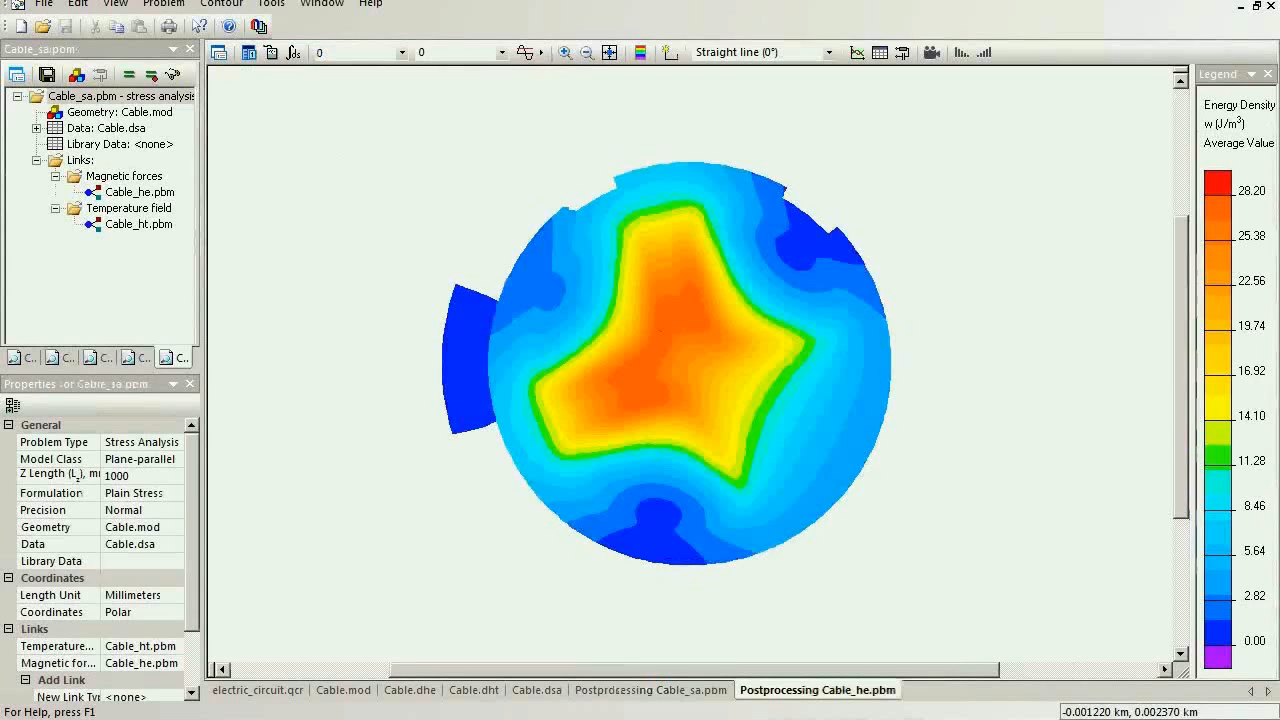 File Edit View Problem Contour Tools Window Help
Cable_sa.pbm
0 0 Straight line (0°)
Legend
Cable_sa.pbm - stress analysis
Geometry: Cable.mod
Data: Cable.dsa
Library Data: <none>
Links:
Magnetic forces
Cable_he.pbm
Temperature field
Cable_ht.pbm
C.. C.. C.. C.. C..
Properties for Cable_sa.pbm
General
Problem Type Stress Analysis
Model Class Plane-parallel
Z Length (Lz), m 1000
Formulation Plain Stress
Precision Normal
Geometry Cable.mod
Data Cable.dsa
Library Data
Coordinates
Length Unit Millimeters
Coordinates Polar
Links
Temperature... Cable_ht.pbm
Magnetic for... Cable_he.pbm
Add Link
New Link Ty <none>
Energy Density
w (J/m³)
Average Value
28.20
25.38
22.56
19.74
16.92
14.10
11.28
8.46
5.64
2.82
0.00
electric_circuit.qcr Cable.mod Cable.dhe Cable.dht Cable.dsa Postprocessing Cable_sa.pbm Postprocessing Cable_he.pbm
For Help, press F1 -0.001220 km, 0.002370 km